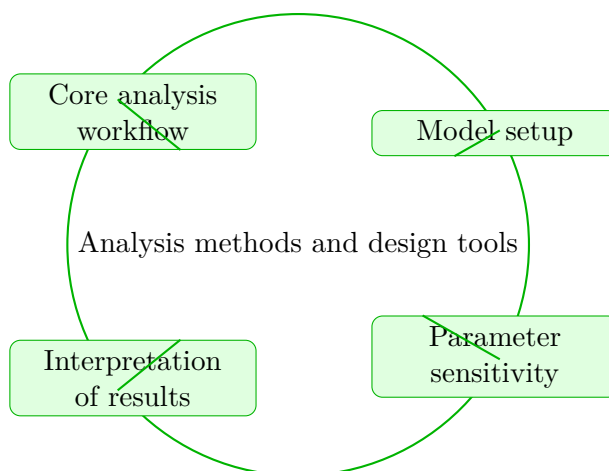 Core analysis
workflow
Model setup
Analysis methods and design tools
Interpretation
of results
Parameter
sensitivity